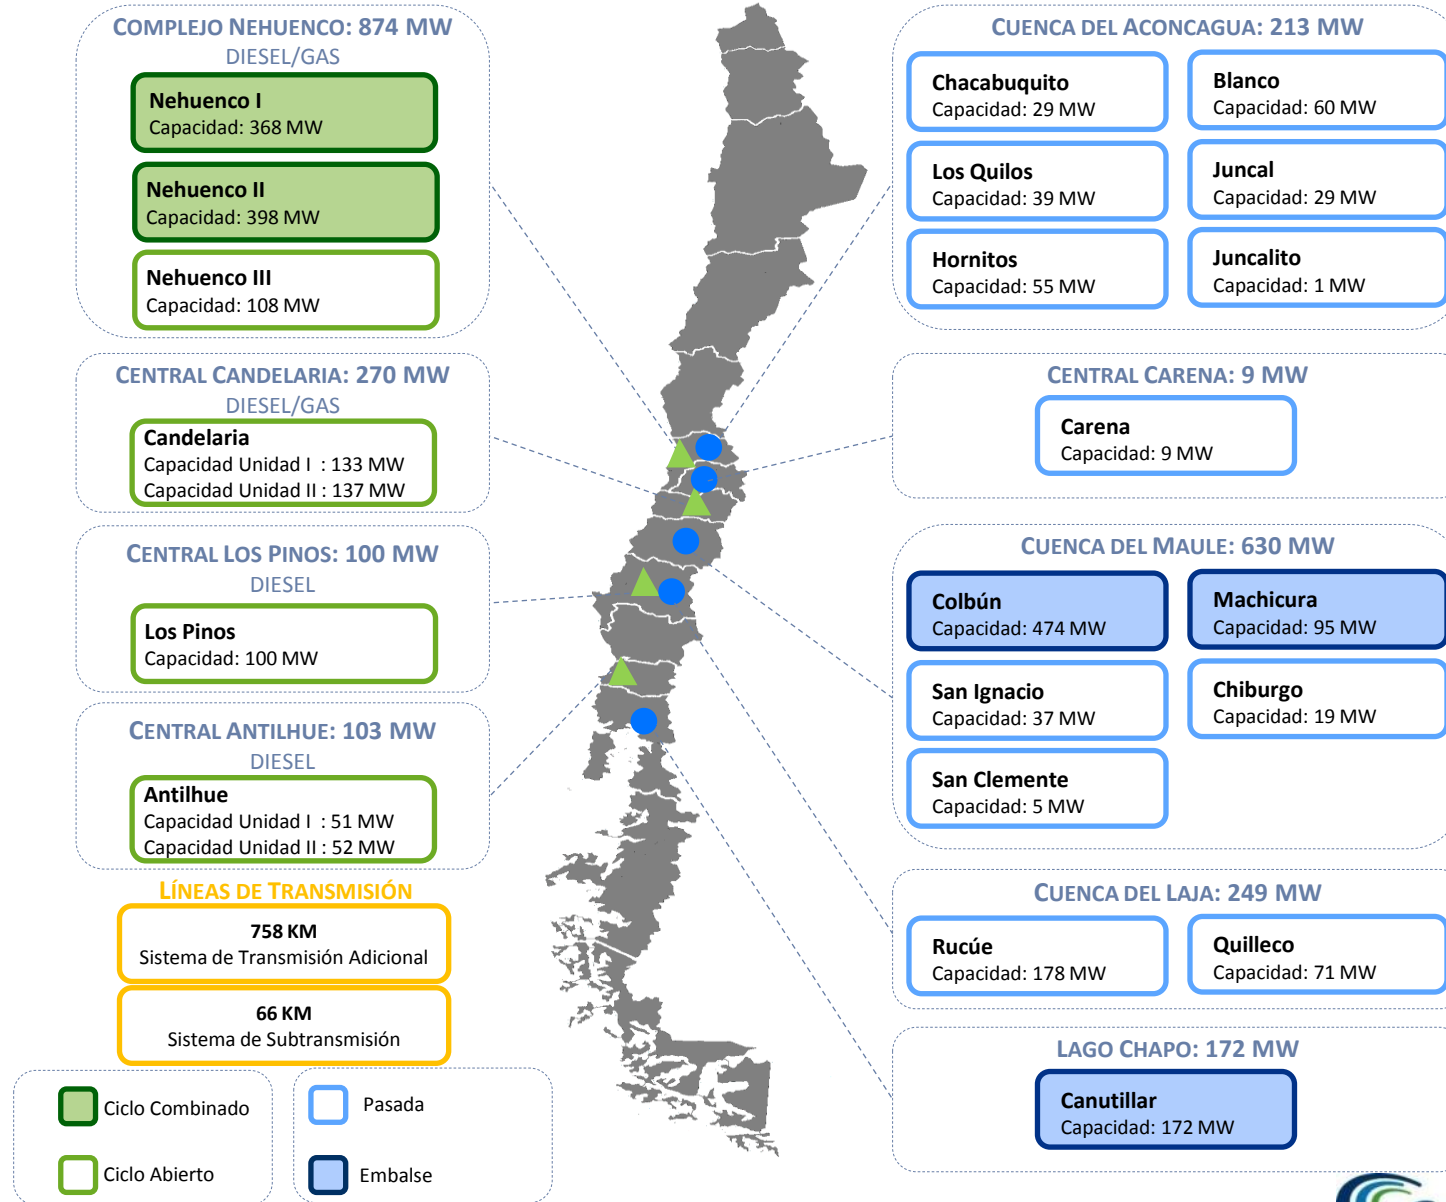 COMPLEJO NEHUENCO: 874 MW
DIESEL/GAS
Nehuenco I
Capacidad: 368 MW
Nehuenco II
Capacidad: 398 MW
Nehuenco III
Capacidad: 108 MW
CENTRAL CANDELARIA: 270 MW
DIESEL/GAS
Candelaria
Capacidad Unidad I : 133 MW
Capacidad Unidad II : 137 MW
CENTRAL LOS PINOS: 100 MW
DIESEL
Los Pinos
Capacidad: 100 MW
CENTRAL ANTILHUE: 103 MW
DIESEL
Antilhue
Capacidad Unidad I : 51 MW
Capacidad Unidad II : 52 MW
LÍNEAS DE TRANSMISIÓN
758 KM
Sistema de Transmisión Adicional
66 KM
Sistema de Subtransmisión
Ciclo Combinado
Ciclo Abierto
Pasada
Embalse
CUENCA DEL ACONCAGUA: 213 MW
Chacabuquito
Capacidad: 29 MW
Blanco
Capacidad: 60 MW
Los Quilos
Capacidad: 39 MW
Juncal
Capacidad: 29 MW
Hornitos
Capacidad: 55 MW
Juncalito
Capacidad: 1 MW
CENTRAL CARENA: 9 MW
Carena
Capacidad: 9 MW
CUENCA DEL MAULE: 630 MW
Colbún
Capacidad: 474 MW
Machicura
Capacidad: 95 MW
San Ignacio
Capacidad: 37 MW
Chiburgo
Capacidad: 19 MW
San Clemente
Capacidad: 5 MW
CUENCA DEL LAJA: 249 MW
Rucúe
Capacidad: 178 MW
Quilleco
Capacidad: 71 MW
LAGO CHAPO: 172 MW
Canutillar
Capacidad: 172 MW